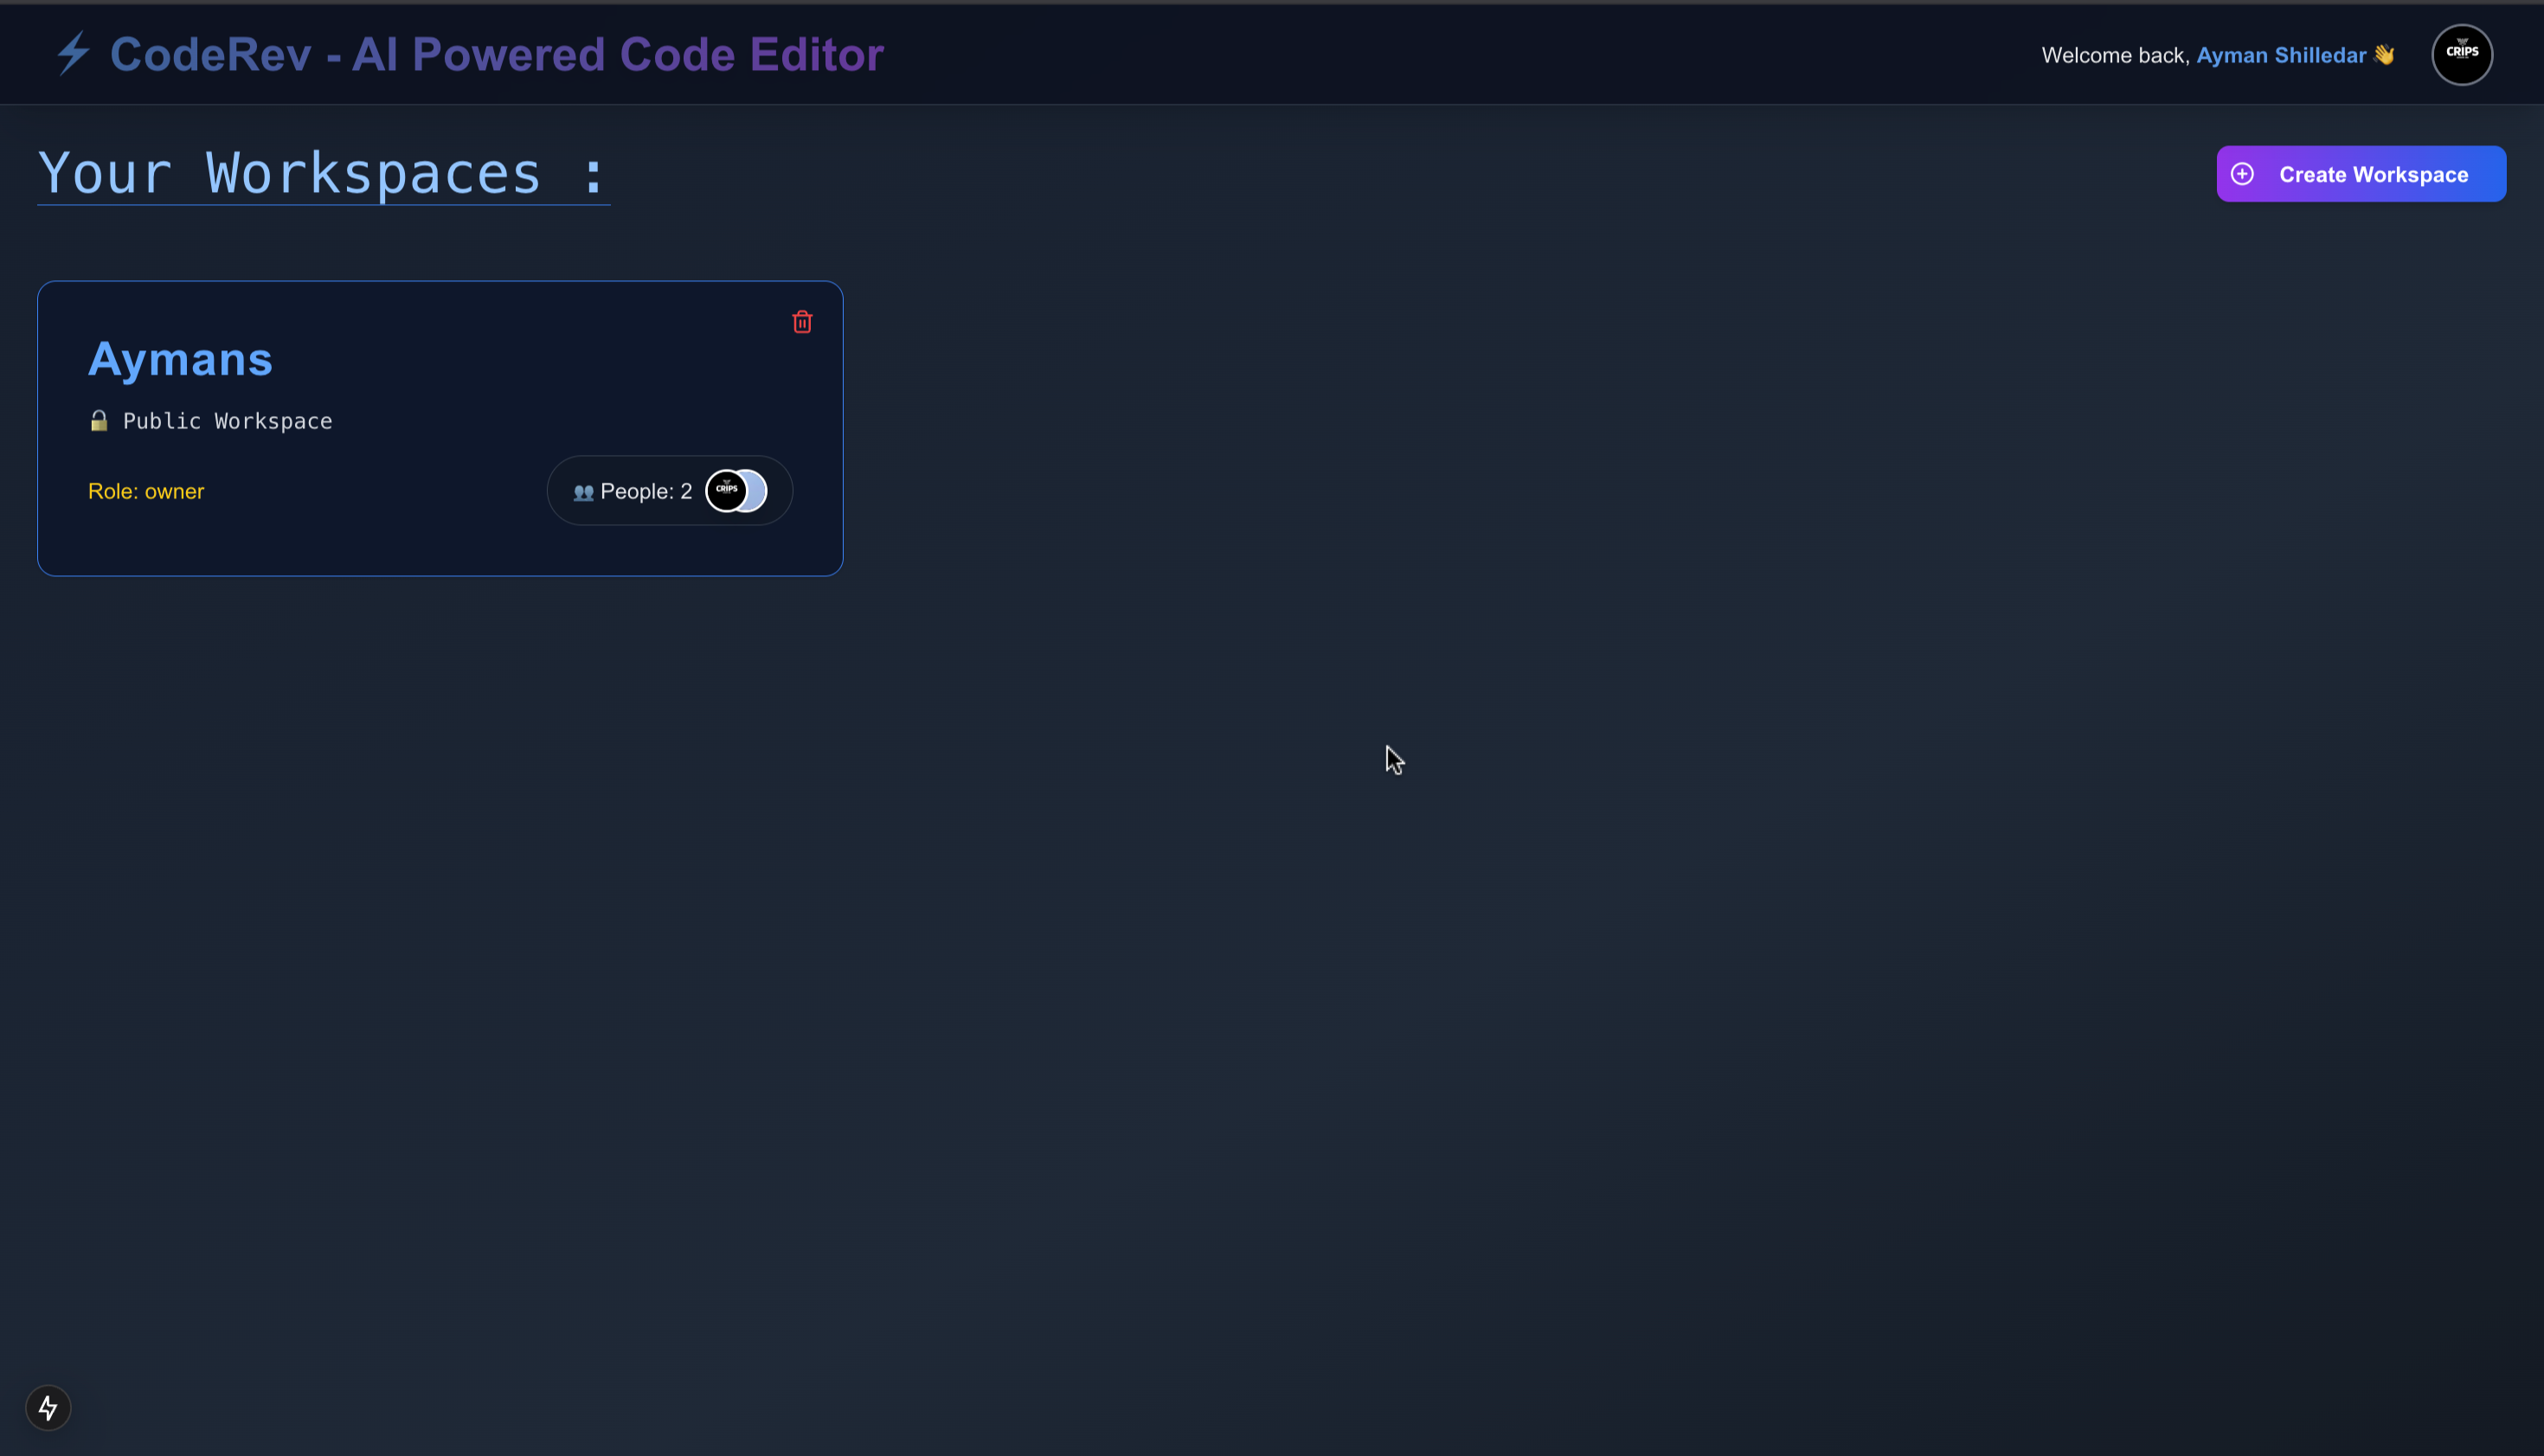 ⚡ CodeRev - AI Powered Code Editor
Welcome back, Ayman Shilledar 👋
CRIPS
Your Workspaces :
Create Workspace
Aymans
🔒 Public Workspace
Role: owner
👥 People: 2
CRIPS